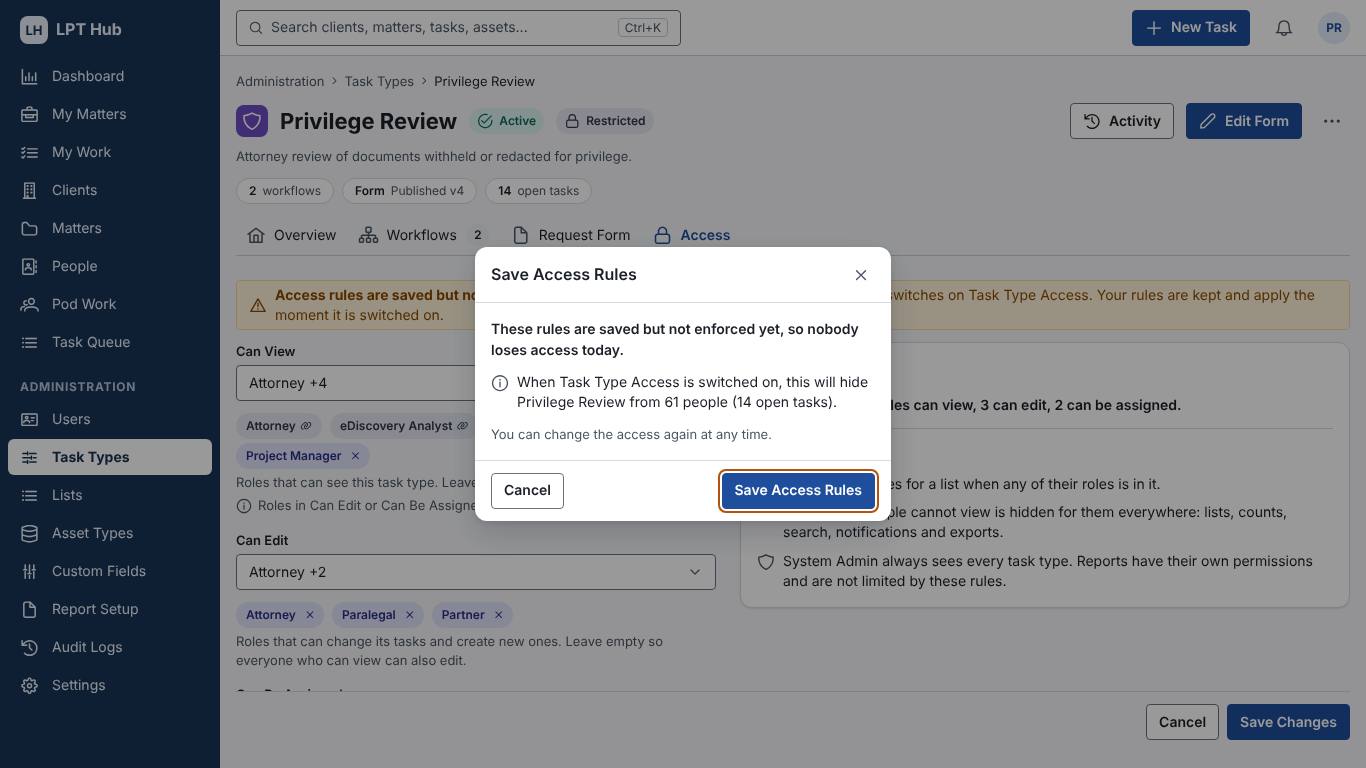 LH LPT Hub
Search clients, matters, tasks, assets...
Ctrl+K
New Task
PR
Dashboard
My Matters
My Work
Clients
Matters
People
Pod Work
Task Queue
ADMINISTRATION
Users
Task Types
Lists
Asset Types
Custom Fields
Report Setup
Audit Logs
Settings
Administration > Task Types > Privilege Review
Privilege Review
Active
Restricted
Activity
Edit Form
Attorney review of documents withheld or redacted for privilege.
2 workflows
Form Published v4
14 open tasks
Overview
Workflows 2
Request Form
Access
Access rules are saved but
switches on Task Type Access. Your rules are kept and apply the
moment it is switched on.
Can View
Attorney +4
Attorney
eDiscovery Analyst
Project Manager
Roles that can see this task type. Leave
Roles in Can Edit or Can Be
Can Edit
Attorney +2
Attorney
Paralegal
Partner
Roles that can change its tasks and create new ones. Leave empty so
everyone who can view can also edit.
can view, 3 can edit, 2 can be assigned.
for a list when any of their roles is in it.
cannot view is hidden for them everywhere: lists, counts,
search, notifications and exports.
System Admin always sees every task type. Reports have their own permissions
and are not limited by these rules.
Save Access Rules
These rules are saved but not enforced yet, so nobody
loses access today.
When Task Type Access is switched on, this will hide
Privilege Review from 61 people (14 open tasks).
You can change the access again at any time.
Cancel
Save Access Rules
Cancel
Save Changes